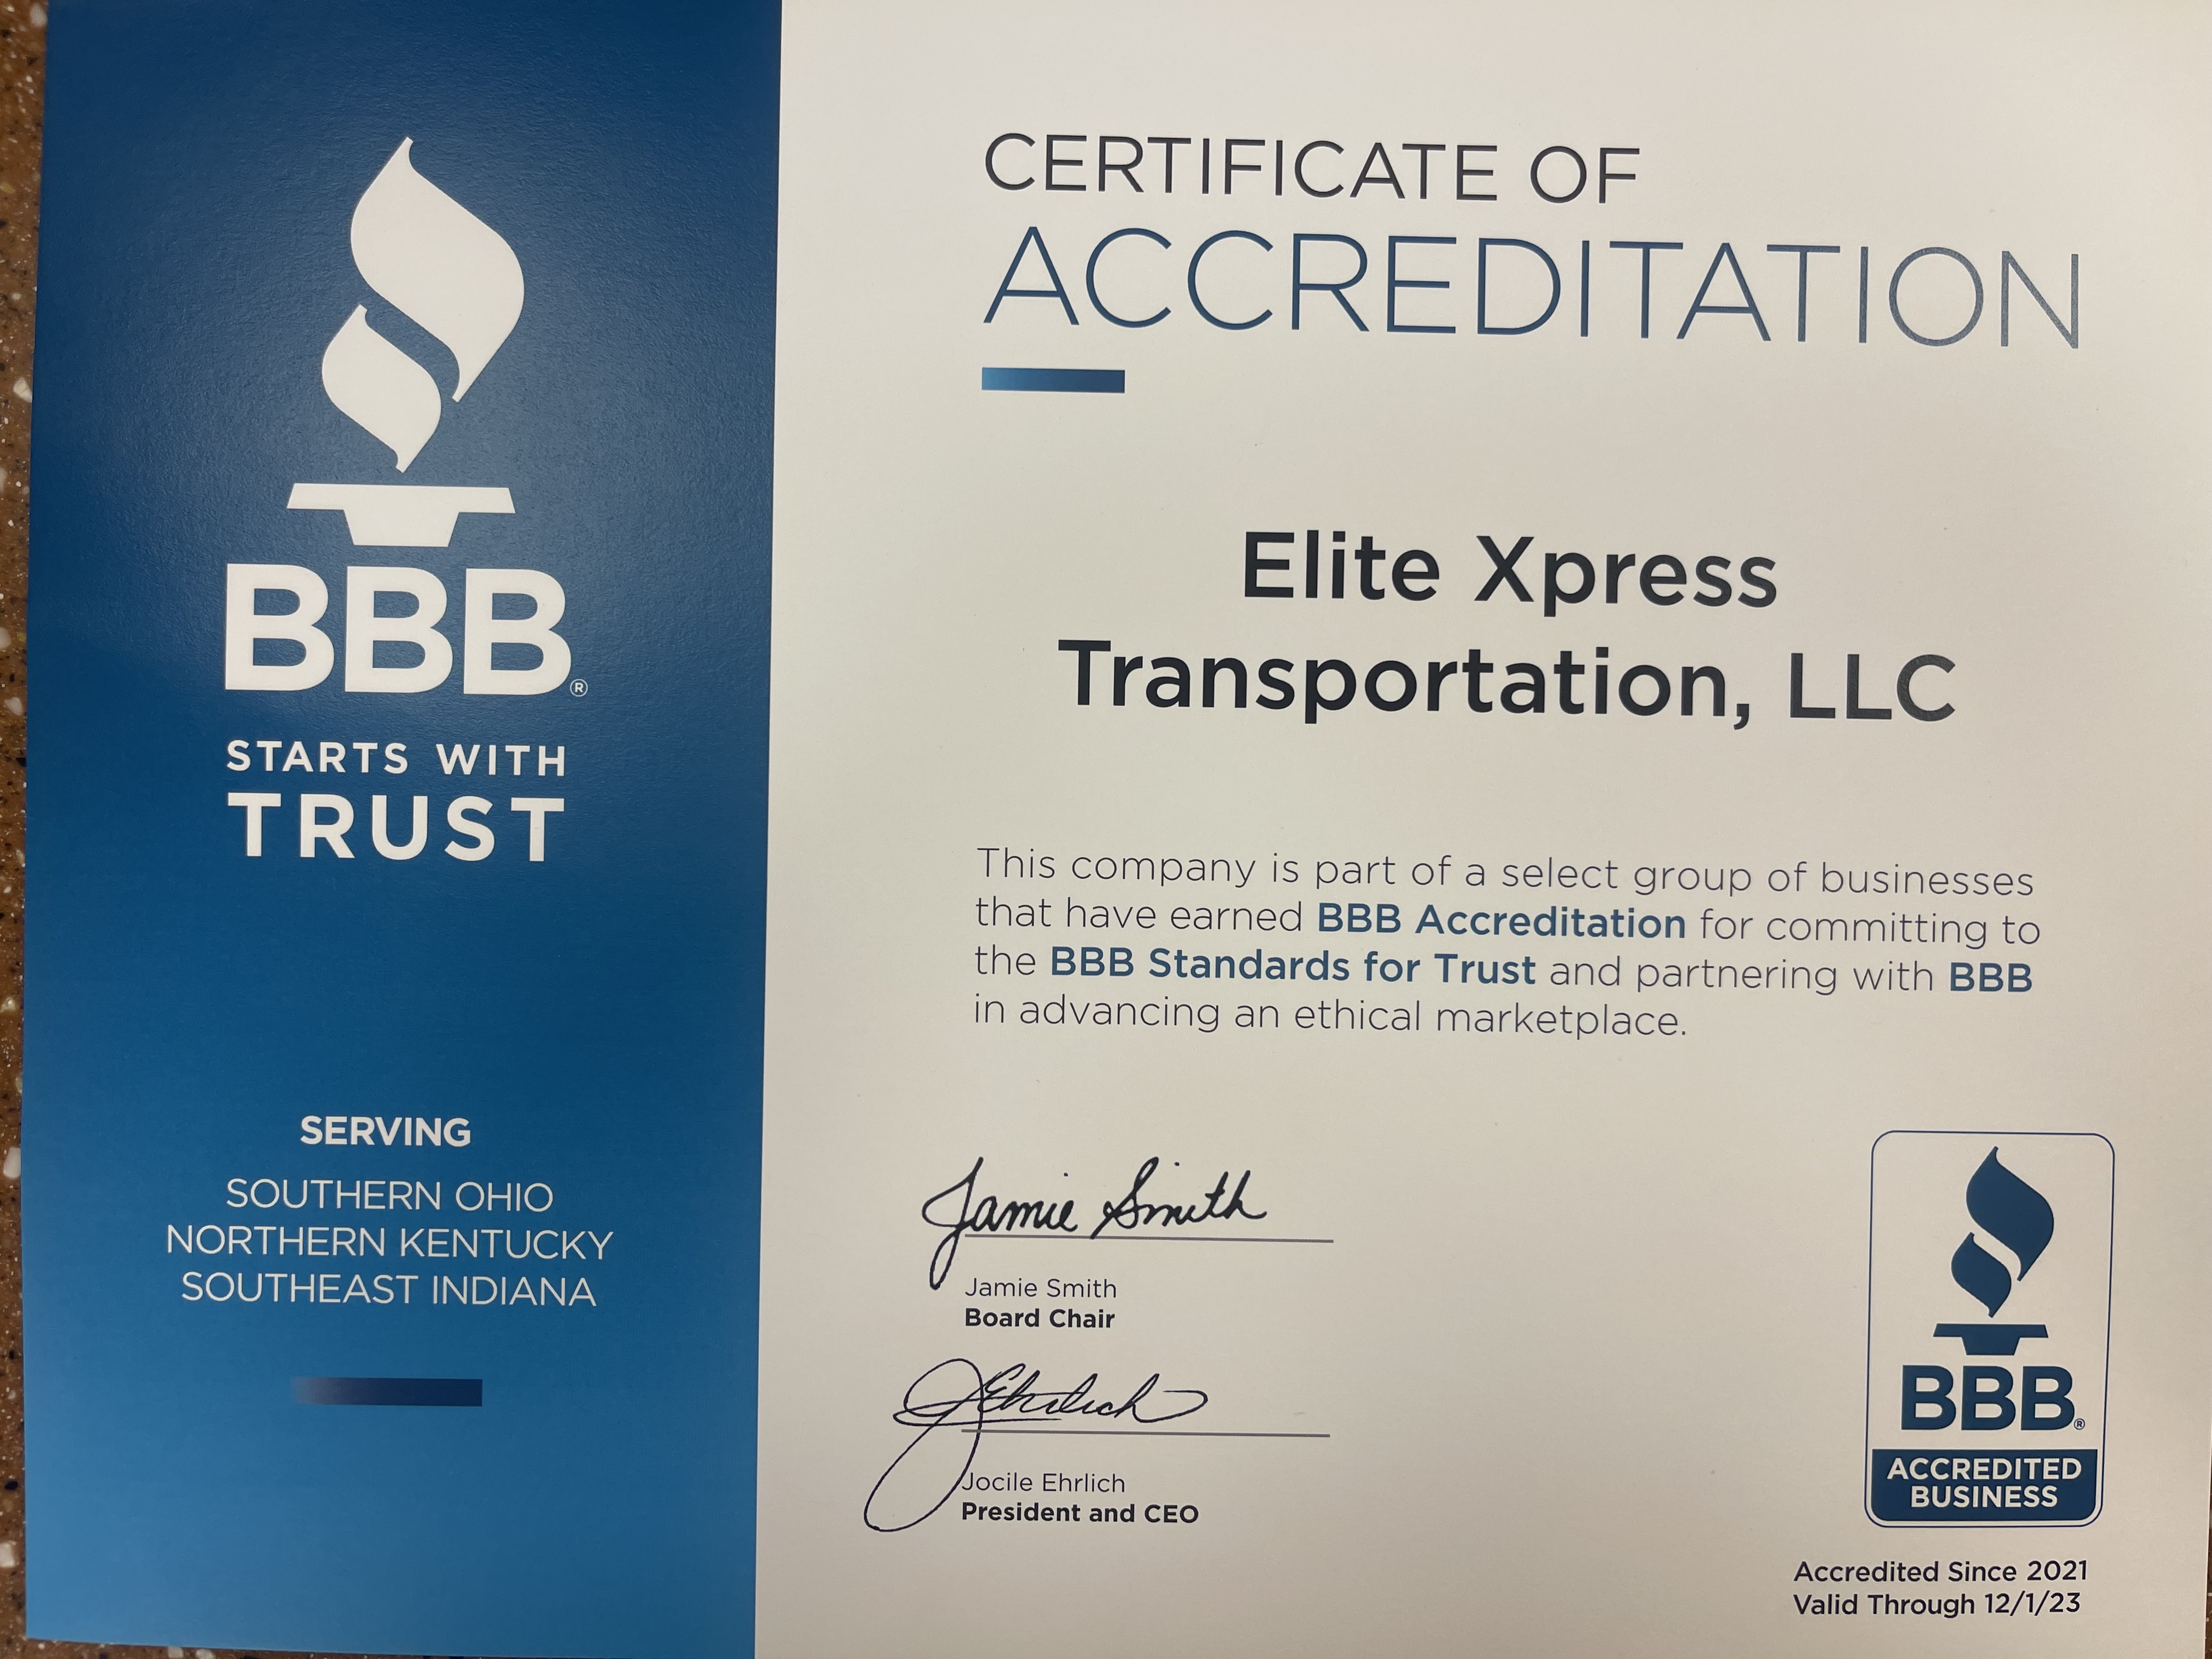 BBB®
STARTS WITH
TRUST
SERVING
SOUTHERN OHIO
NORTHERN KENTUCKY
SOUTHEAST INDIANA
CERTIFICATE OF
ACCREDITATION
Elite Xpress
Transportation, LLC
This company is part of a select group of businesses
that have earned BBB Accreditation for committing to
the BBB Standards for Trust and partnering with BBB
in advancing an ethical marketplace.
Jamie Smith
Jamie Smith
Board Chair
JEhrlich
Jocile Ehrlich
President and CEO
BBB®
ACCREDITED
BUSINESS
Accredited Since 2021
Valid Through 12/1/23